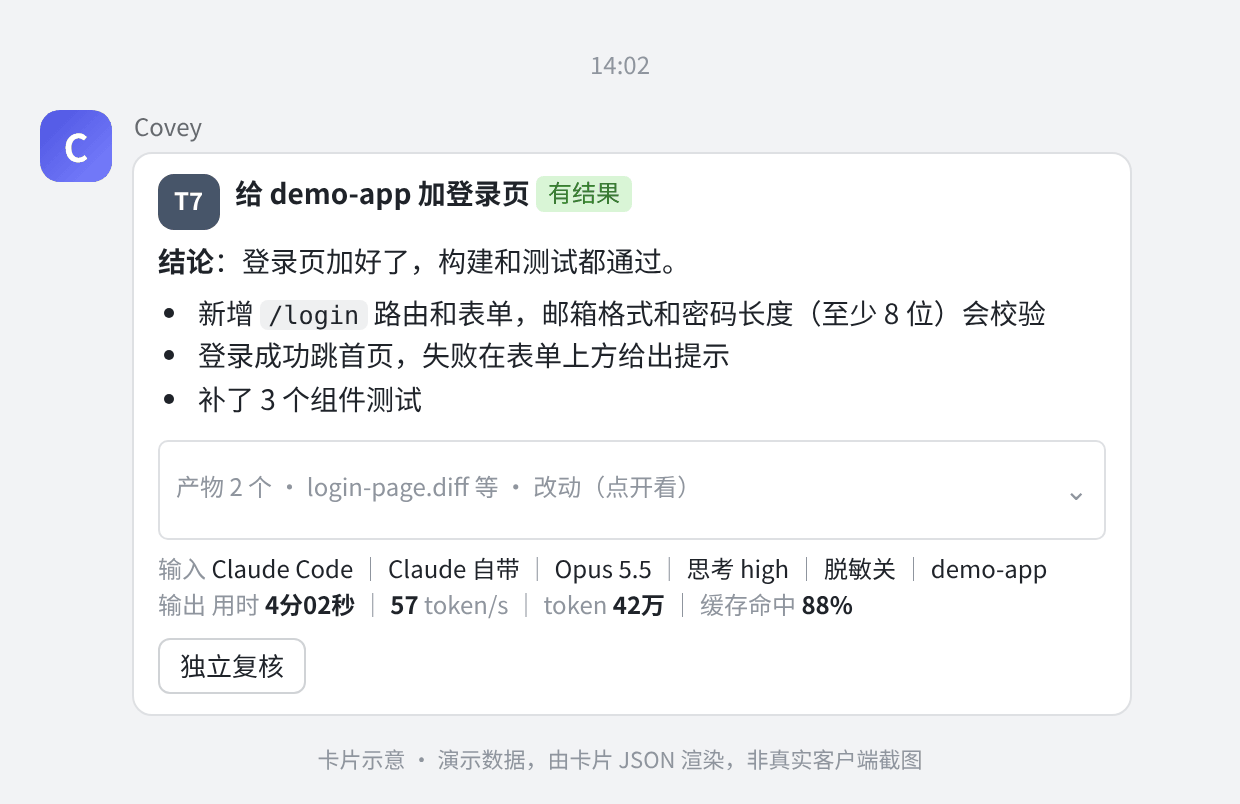 14:02
C
Covey
T7 给 demo-app 加登录页 有结果
结论：登录页加好了，构建和测试都通过。
• 新增 /login 路由和表单，邮箱格式和密码长度（至少 8 位）会校验
• 登录成功跳首页，失败在表单上方给出提示
• 补了 3 个组件测试
产物 2 个 · login-page.diff 等 · 改动（点开看）
输入 Claude Code | Claude 自带 | Opus 5.5 | 思考 high | 脱敏关 | demo-app
输出 用时 4分02秒 | 57 token/s | token 42万 | 缓存命中 88%
独立复核
卡片示意 · 演示数据，由卡片 JSON 渲染，非真实客户端截图